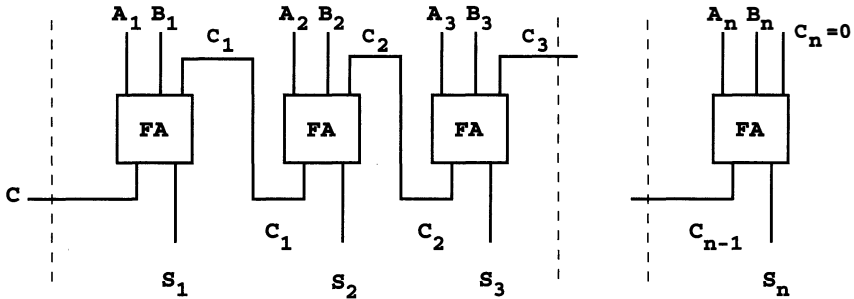 A₁ B₁ C₁ A₂ B₂ C₂ A₃ B₃ C₃ Aₙ Bₙ Cₙ=0
FA FA FA FA
C C₁ C₂ Cₙ₋₁
S₁ S₂ S₃ Sₙ